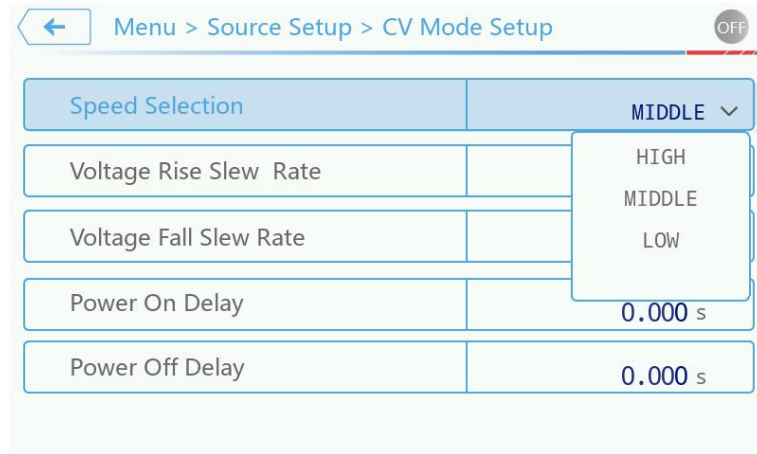 Menu > Source Setup > CV Mode Setup
OFF
Speed Selection MIDDLE
HIGH
Voltage Rise Slew Rate
MIDDLE
Voltage Fall Slew Rate
LOW
Power On Delay 0.000 s
Power Off Delay 0.000 s